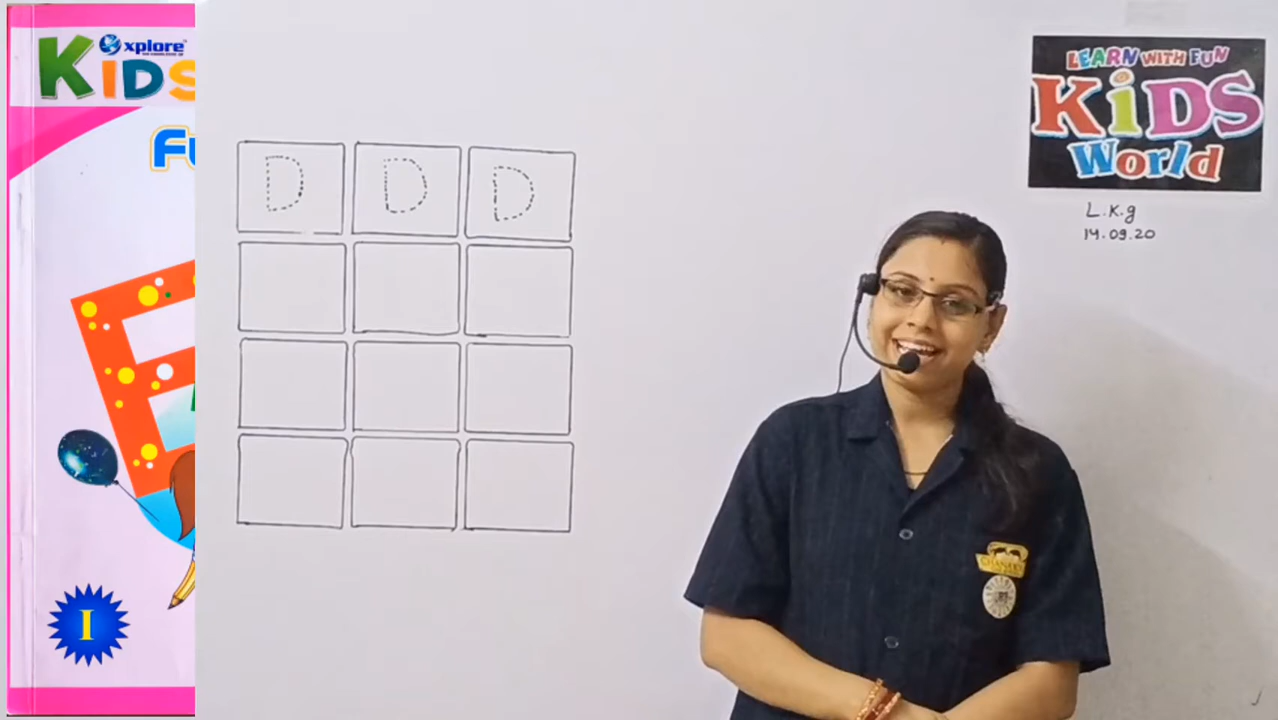 xplore
KiDS
Fu
I
D D D
LEARN WITH FUN
KiDS
World
L.K.g
14.09.20